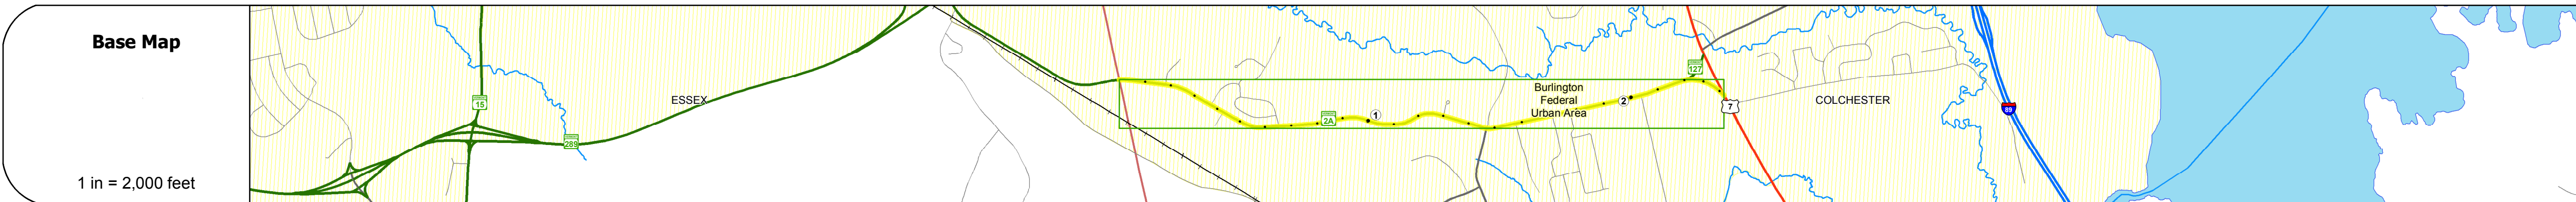 Base Map
1 in = 2,000 feet
15
289
ESSEX
2A
1
Burlington
Federal
Urban Area
2
127
7
COLCHESTER
89